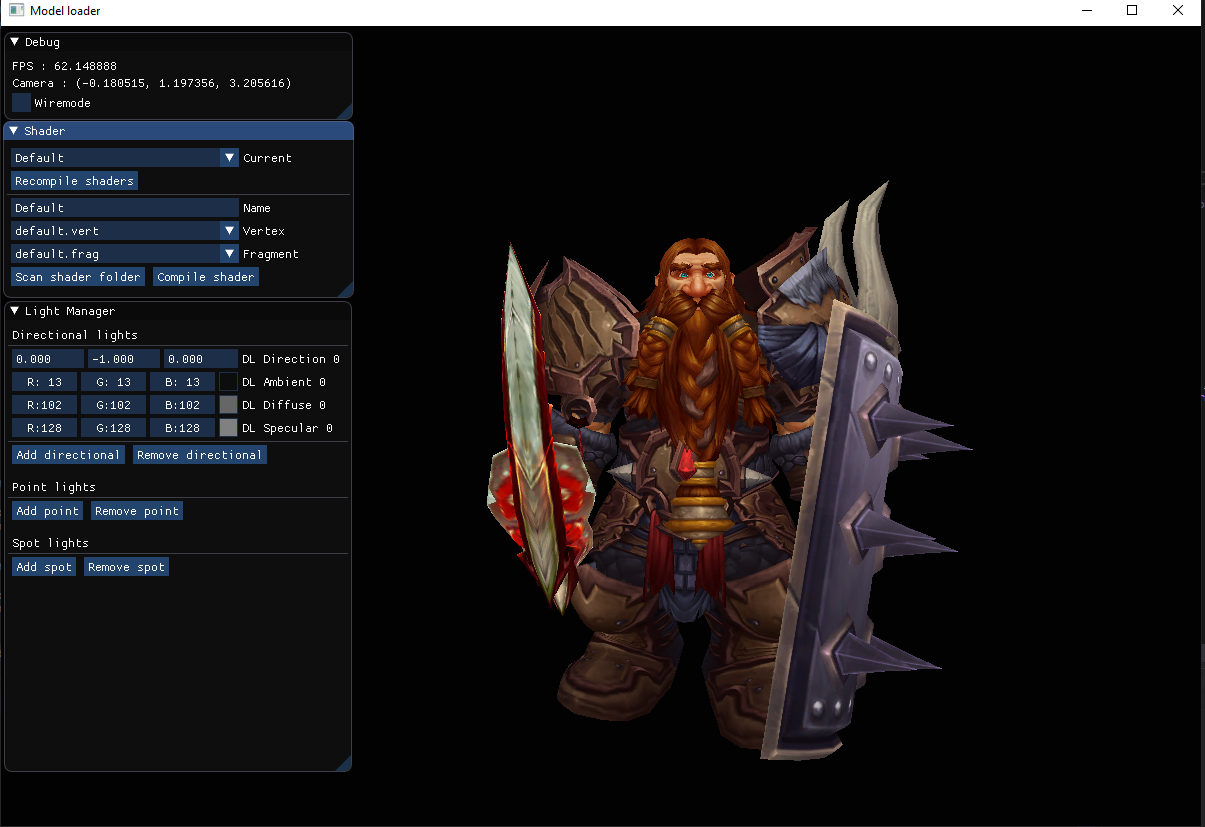 Model loader
Debug
FPS : 62.148888
Camera : (-0.180515, 1.197356, 3.205616)
Wiremode
Shader
Default Current
Recompile shaders
Default Name
default.vert Vertex
default.frag Fragment
Scan shader folder Compile shader
Light Manager
Directional lights
0.000 -1.000 0.000 DL Direction 0
R: 13 G: 13 B: 13 DL Ambient 0
R:102 G:102 B:102 DL Diffuse 0
R:128 G:128 B:128 DL Specular 0
Add directional Remove directional
Point lights
Add point Remove point
Spot lights
Add spot Remove spot